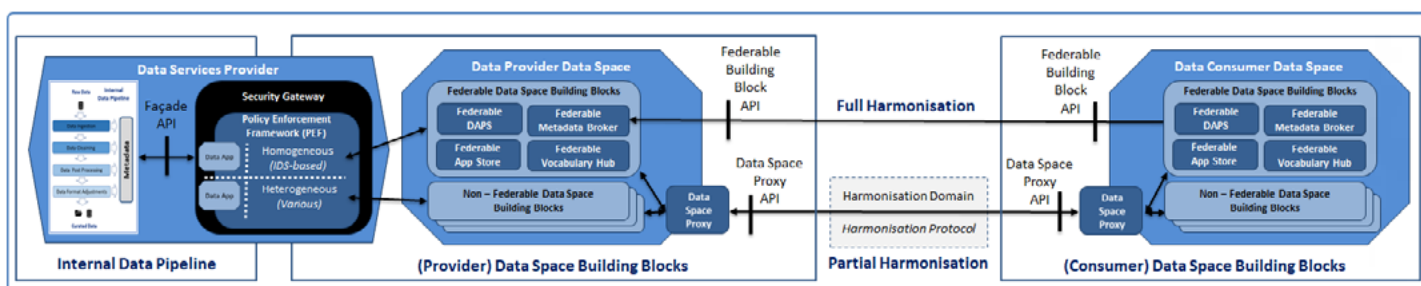 Data Services Provider
Internal
Data Pipeline
Raw Data
Data Ingestion
Data Cleaning
Data Post Processing
Data Format Adjustments
Curated Data
Metadata
Façade
API
Security Gateway
Policy Enforcement
Framework (PEF)
Data App
Homogeneous
(IDS-based)
Data App
Heterogeneous
(Various)
Internal Data Pipeline
Data Provider Data Space
Federable Data Space Building Blocks
Federable
DAPS
Federable
Metadata Broker
Federable
App Store
Federable
Vocabulary Hub
Non – Federable Data Space
Building Blocks
Data
Space
Proxy
(Provider) Data Space Building Blocks
Federable
Building
Block
API
Data Space
Proxy
API
Full Harmonisation
Harmonisation Domain
Harmonisation Protocol
Partial Harmonisation
Federable
Building
Block
API
Data Space
Proxy
API
Data Consumer Data Space
Federable Data Space Building Blocks
Federable
DAPS
Federable
Metadata Broker
Federable
App Store
Federable
Vocabulary Hub
Data
Space
Proxy
Non – Federable Data Space
Building Blocks
(Consumer) Data Space Building Blocks